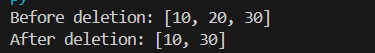 Before deletion: [10, 20, 30]
After deletion: [10, 30]